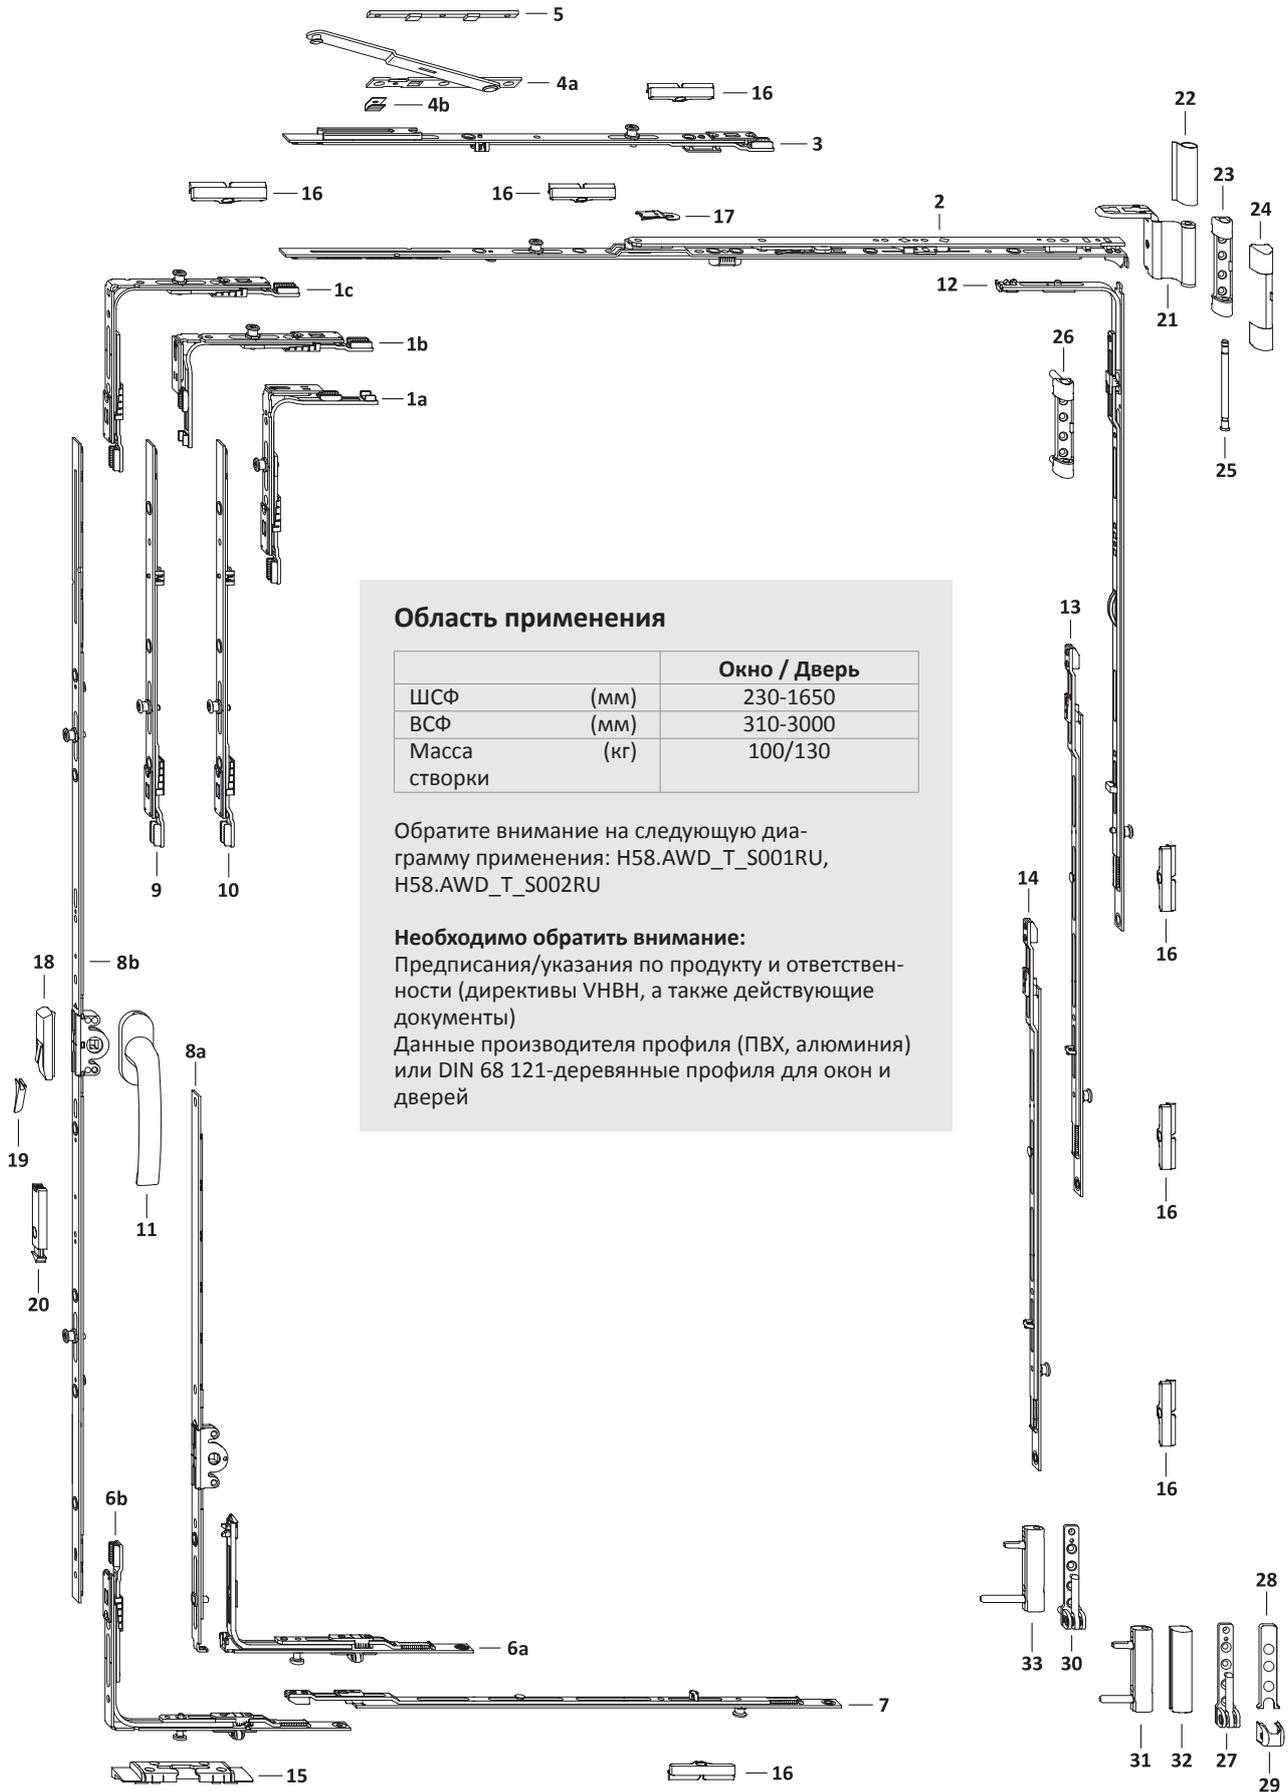 5
4a
4b
16
3
22
16
16
17
2
23
24
1c
12
21
1b
26
1a
25
Область применения
Окно / Дверь
ШСФ (мм) 230-1650
ВСФ (мм) 310-3000
Масса (кг) 100/130
створки
Обратите внимание на следующую диа-
грамму применения: H58.AWD_T_S001RU,
H58.AWD_T_S002RU
Необходимо обратить внимание:
Предписания/указания по продукту и ответствен-
ности (директивы VHBH, а также действующие
документы)
Данные производителя профиля (ПВХ, алюминия)
или DIN 68 121-деревянные профиля для окон и
дверей
13
9
10
14
16
18
8b
8a
19
11
16
20
16
6b
28
6a
33
30
7
31
32
27
29
15
16